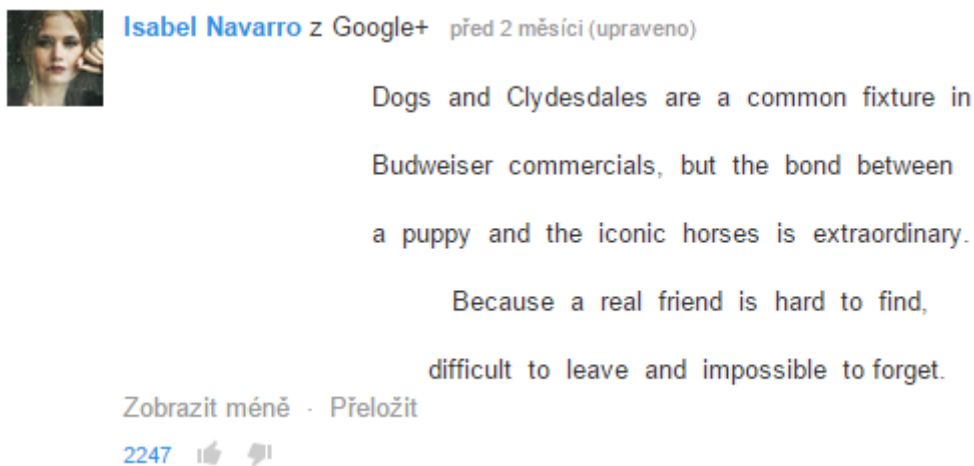 Isabel Navarro z Google+ před 2 měsíci (upraveno)
Dogs and Clydesdales are a common fixture in
Budweiser commercials, but the bond between
a puppy and the iconic horses is extraordinary.
Because a real friend is hard to find,
difficult to leave and impossible to forget.
Zobrazit méně · Přeložit
2247